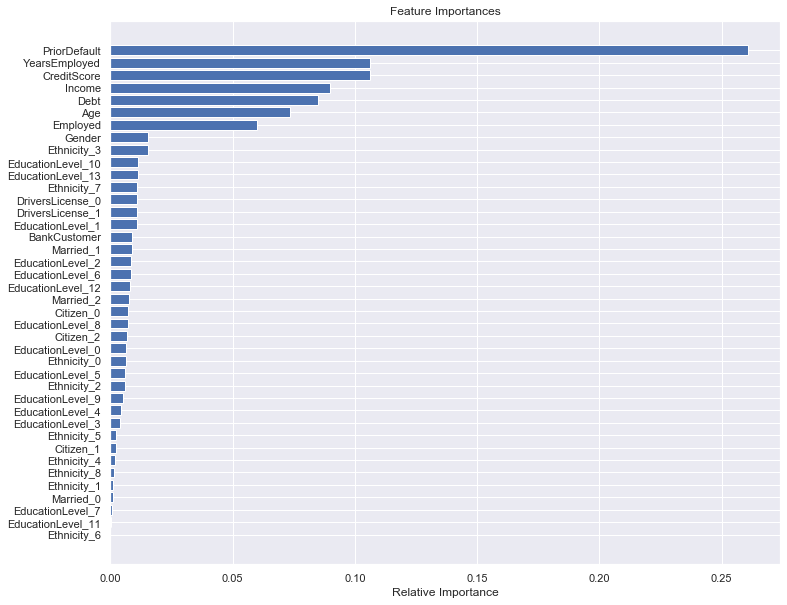 Feature Importances
PriorDefault
YearsEmployed
CreditScore
Income
Debt
Age
Employed
Gender
Ethnicity_3
EducationLevel_10
EducationLevel_13
Ethnicity_7
DriversLicense_0
DriversLicense_1
EducationLevel_1
BankCustomer
Married_1
EducationLevel_2
EducationLevel_6
EducationLevel_12
Married_2
Citizen_0
EducationLevel_8
Citizen_2
EducationLevel_0
Ethnicity_0
EducationLevel_5
Ethnicity_2
EducationLevel_9
EducationLevel_4
EducationLevel_3
Ethnicity_5
Citizen_1
Ethnicity_4
Ethnicity_8
Ethnicity_1
Married_0
EducationLevel_7
EducationLevel_11
Ethnicity_6
0.00 0.05 0.10 0.15 0.20 0.25
Relative Importance